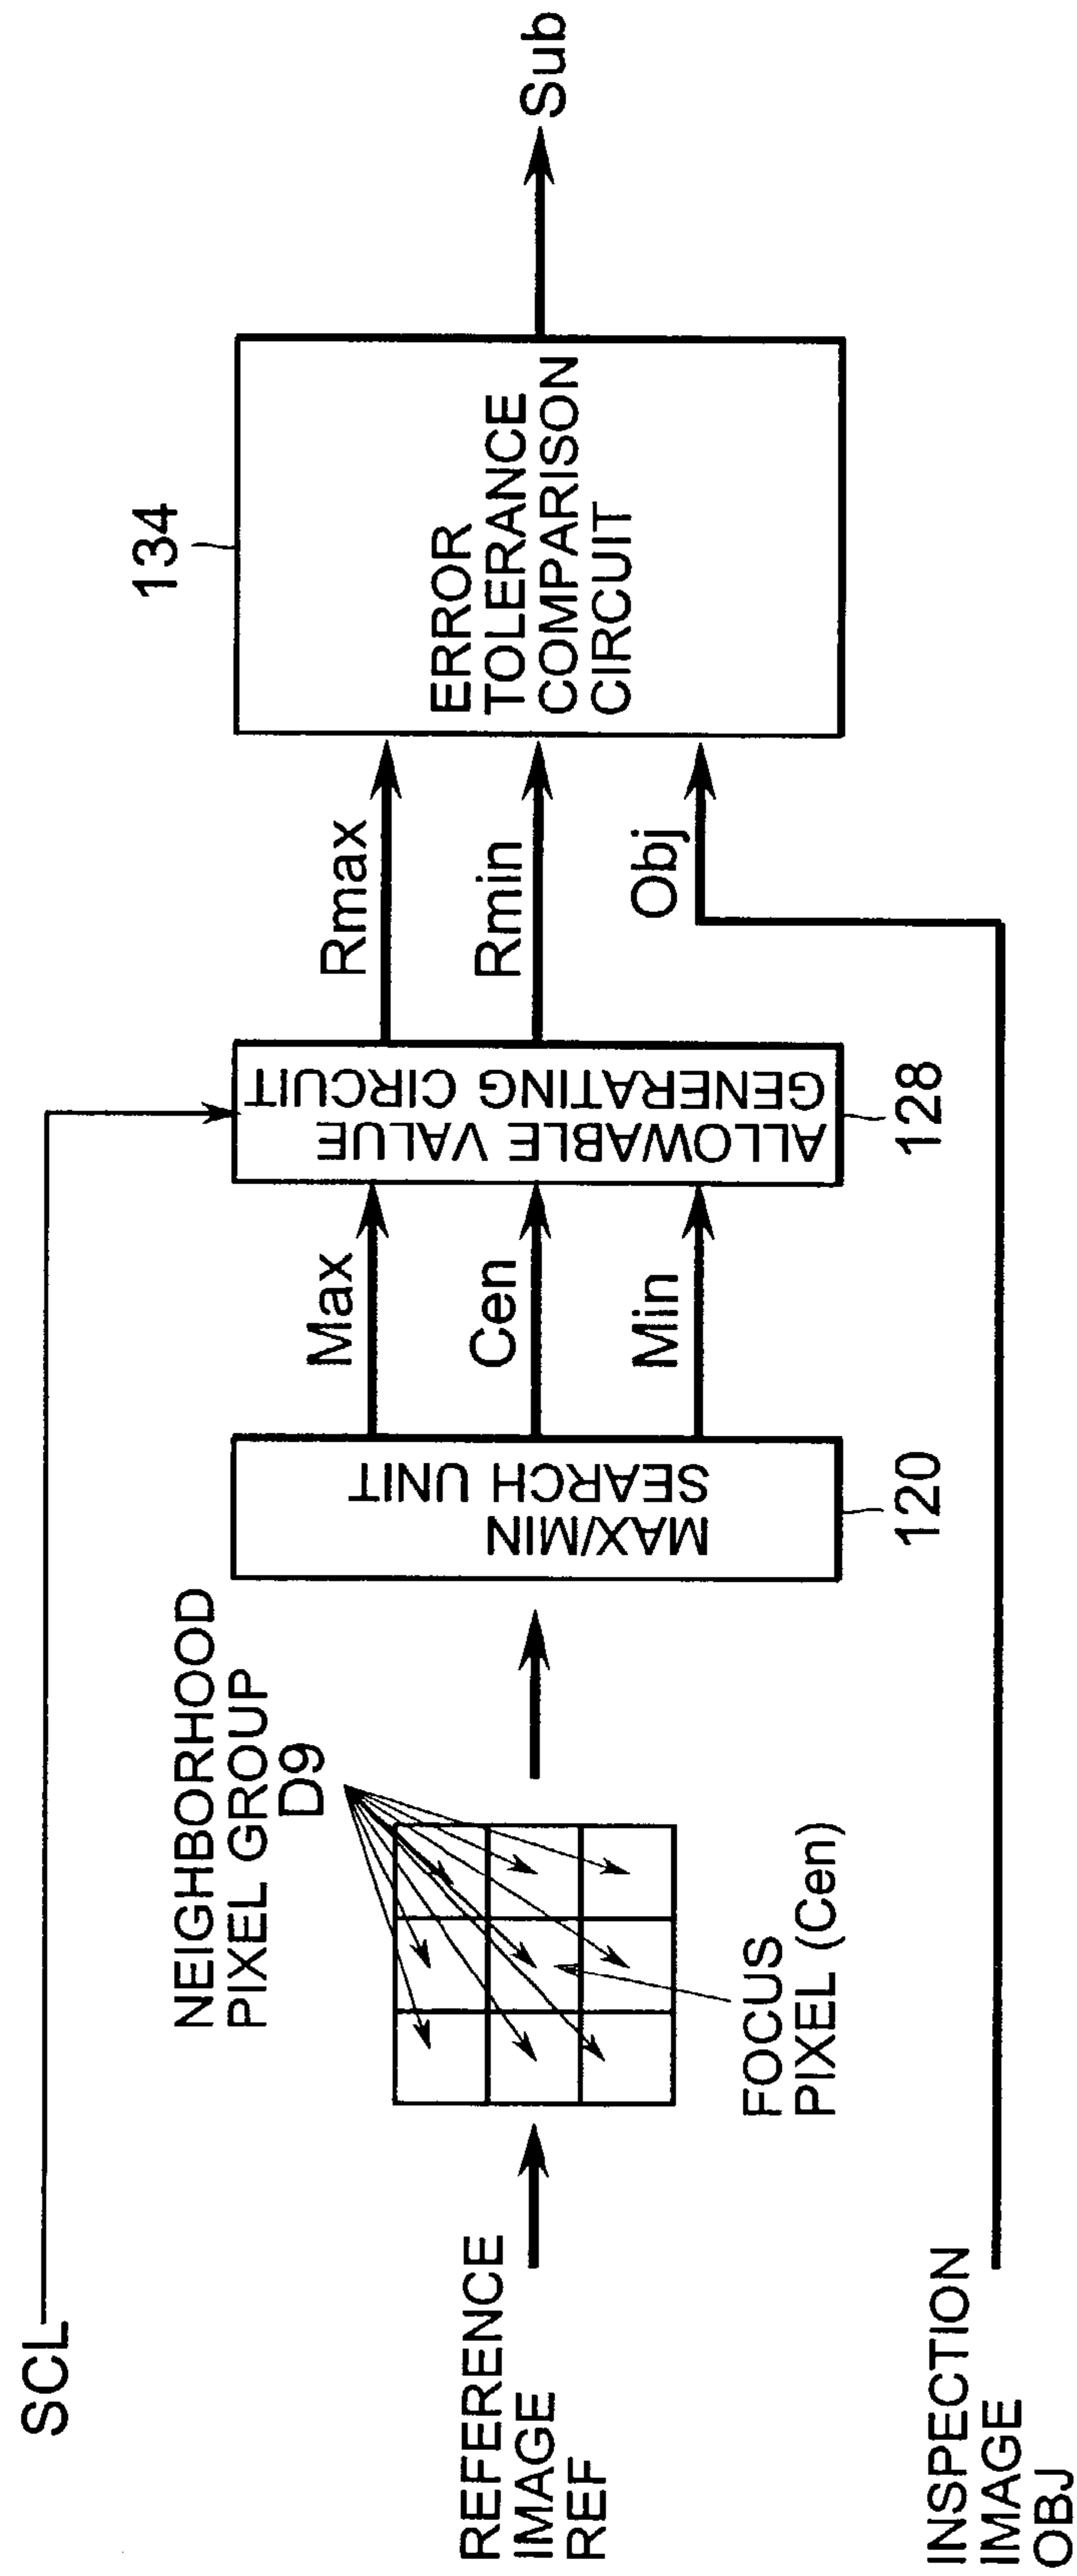 SCL
REFERENCE
IMAGE
REF
INSPECTION
IMAGE
OBJ
NEIGHBORHOOD
PIXEL GROUP
D9
FOCUS
PIXEL (Cen)
MAX/MIN
SEARCH UNIT
120
Max
Cen
Min
ALLOWABLE VALUE
GENERATING CIRCUIT
128
Rmax
Rmin
Obj
134
ERROR
TOLERANCE
COMPARISON
CIRCUIT
Sub